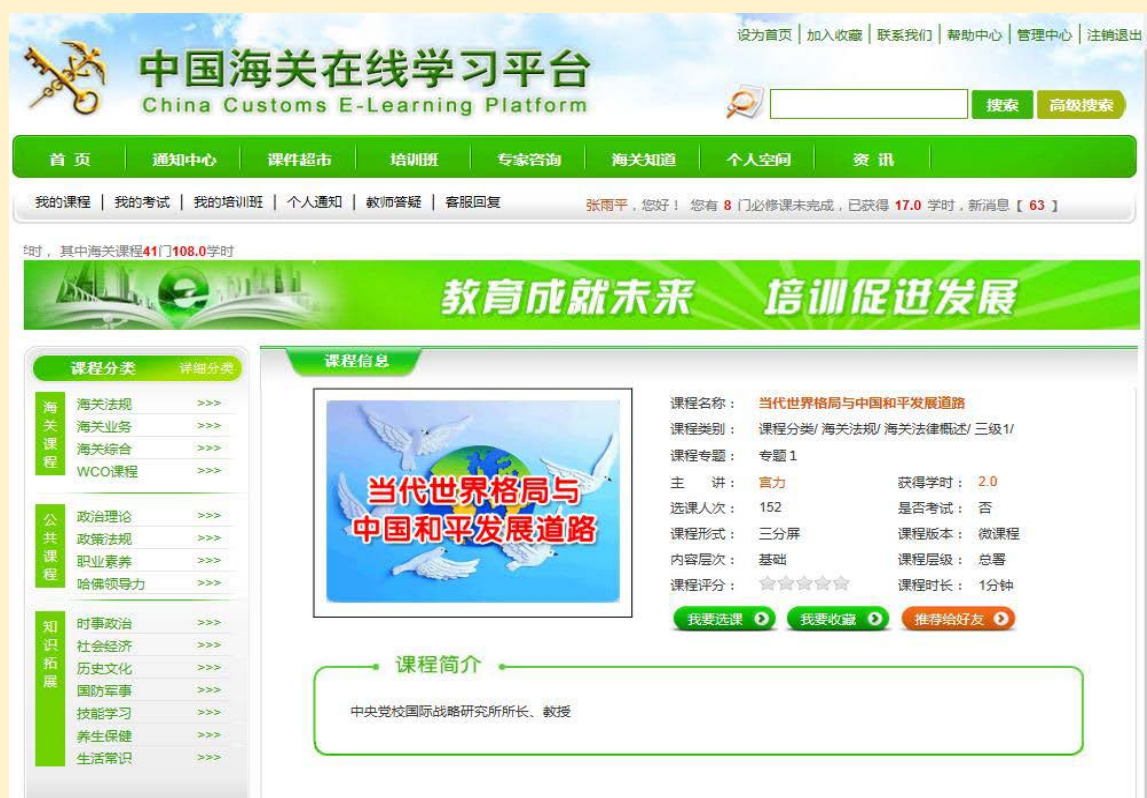 设为首页 | 加入收藏 | 联系我们 | 帮助中心 | 管理中心 | 注销退出
中国海关在线学习平台
China Customs E-Learning Platform
搜索 高级搜索
首 页 通知中心 课件超市 培训班 专家咨询 海关知道 个人空间 资 讯
我的课程 | 我的考试 | 我的培训班 | 个人通知 | 教师答疑 | 客服回复
张雨平，您好！ 您有 8 门必修课未完成，已获得 17.0 学时，新消息【 63 】
学时， 其中海关课程41门108.0学时
教育成就未来 培训促进发展
课程分类 详细分类
海关课程
海关法规 >>>
海关业务 >>>
海关综合 >>>
WCO课程 >>>
公共课程
政治理论 >>>
政策法规 >>>
职业素养 >>>
哈佛领导力 >>>
知识拓展
时事政治 >>>
社会经济 >>>
历史文化 >>>
国防军事 >>>
技能学习 >>>
养生保健 >>>
生活常识 >>>
课程信息
当代世界格局与
中国和平发展道路
课程名称： 当代世界格局与中国和平发展道路
课程类别： 课程分类/ 海关法规/ 海关法律概述/ 三级1/
课程专题： 专题１
主 讲： 宫力 获得学时： 2.0
选课人次： 152 是否考试： 否
课程形式： 三分屏 课程版本： 微课程
内容层次： 基础 课程层级： 总署
课程评分： 课程时长： 1分钟
我要选课 我要收藏 推荐给好友
课程简介
中央党校国际战略研究所所长、教授